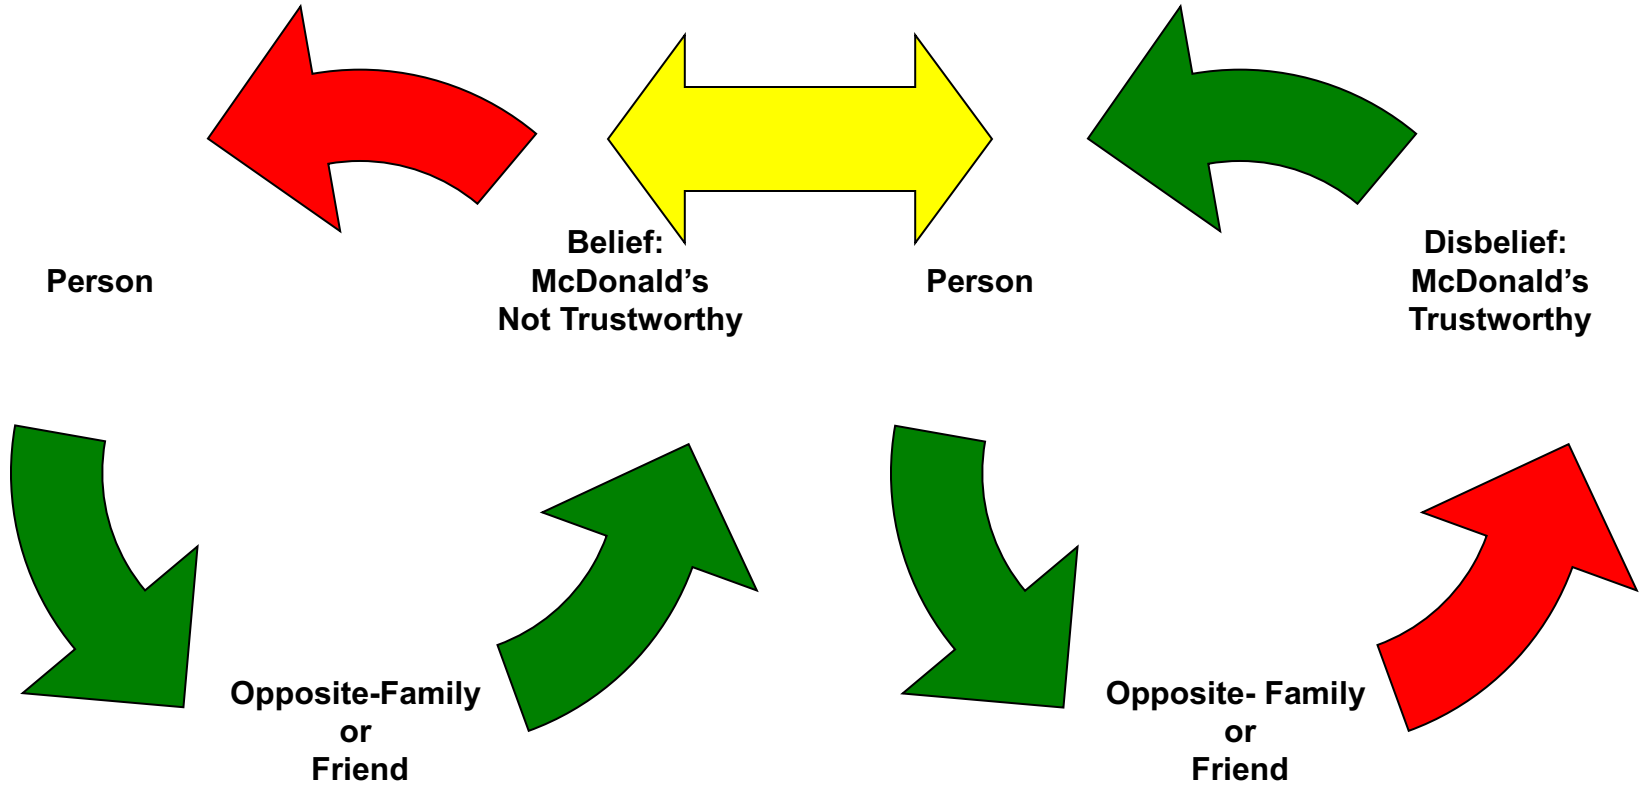 Person
Belief:
McDonald’s
Not Trustworthy
Person
Disbelief:
McDonald’s
Trustworthy
Opposite-Family
or
Friend
Opposite- Family
or
Friend